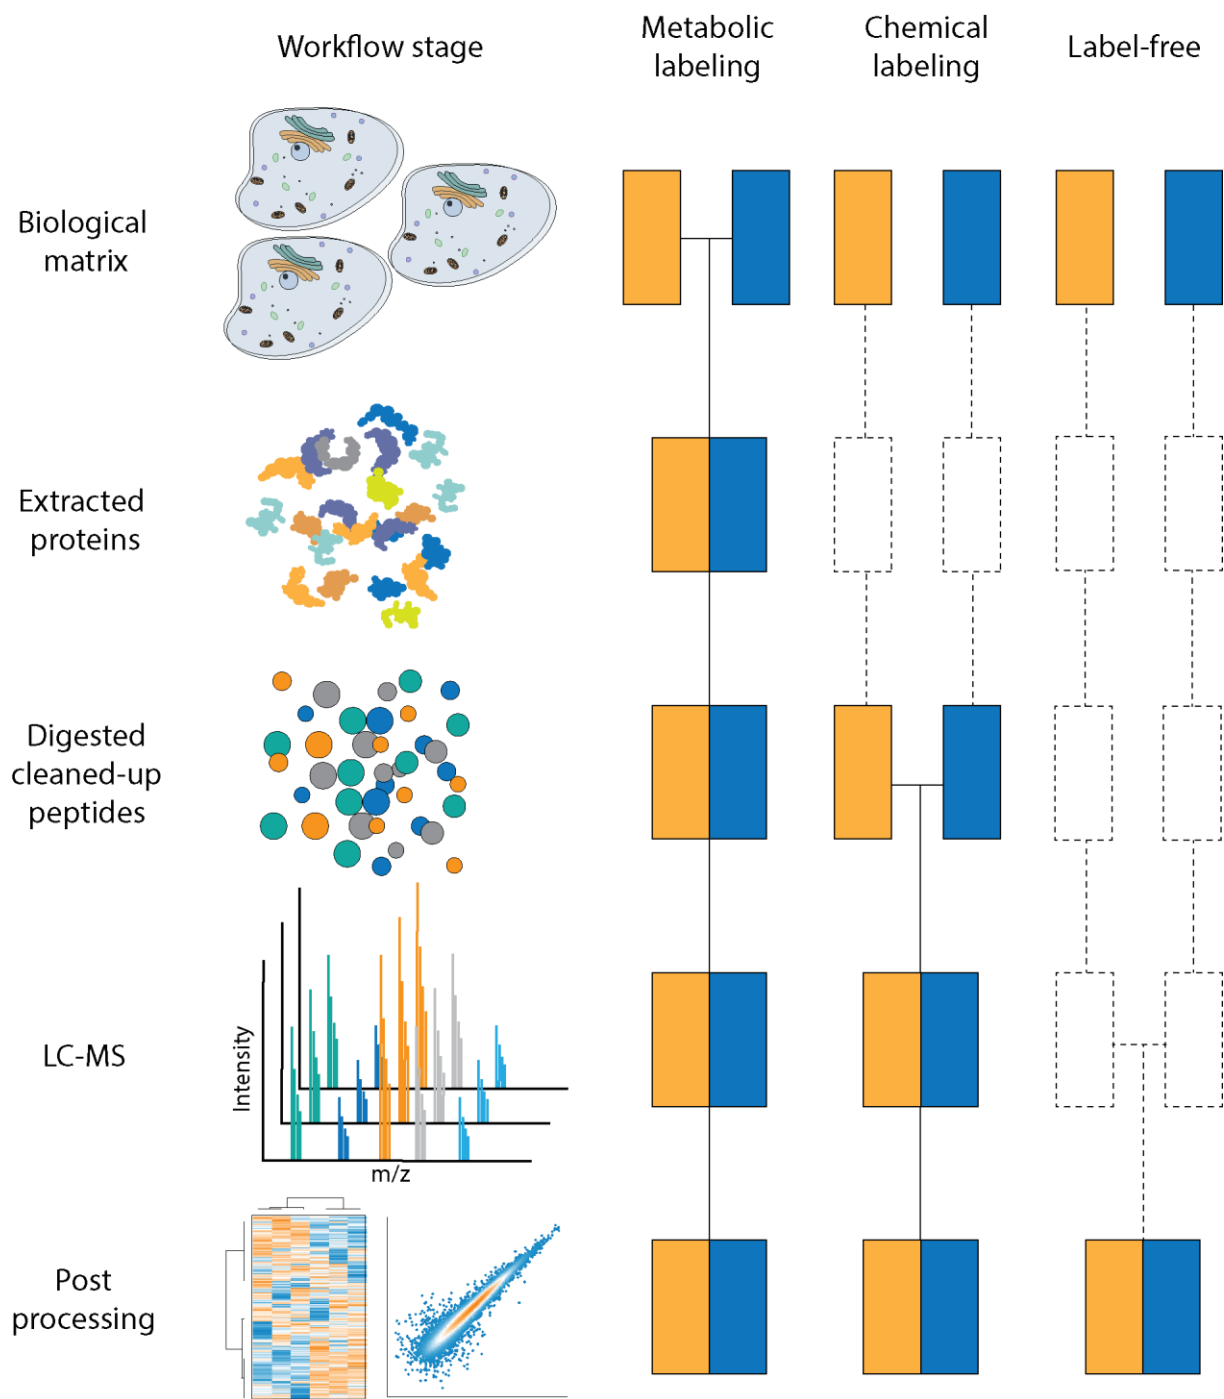 Workflow stage
Metabolic
labeling
Chemical
labeling
Label-free
Biological
matrix
Extracted
proteins
Digested
cleaned-up
peptides
LC-MS
Intensity
m/z
Post
processing